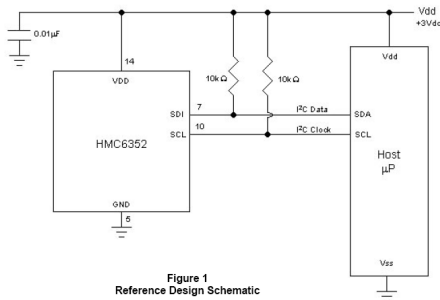 Vdd
+3Vdc
0.01µF
14
VDD
Vdd
10kΩ
10kΩ
SDI
7
I²C Data
SDA
SCL
10
I²C Clock
SCL
HMC6352
Host
µP
GND
5
Vss
Figure 1
Reference Design Schematic